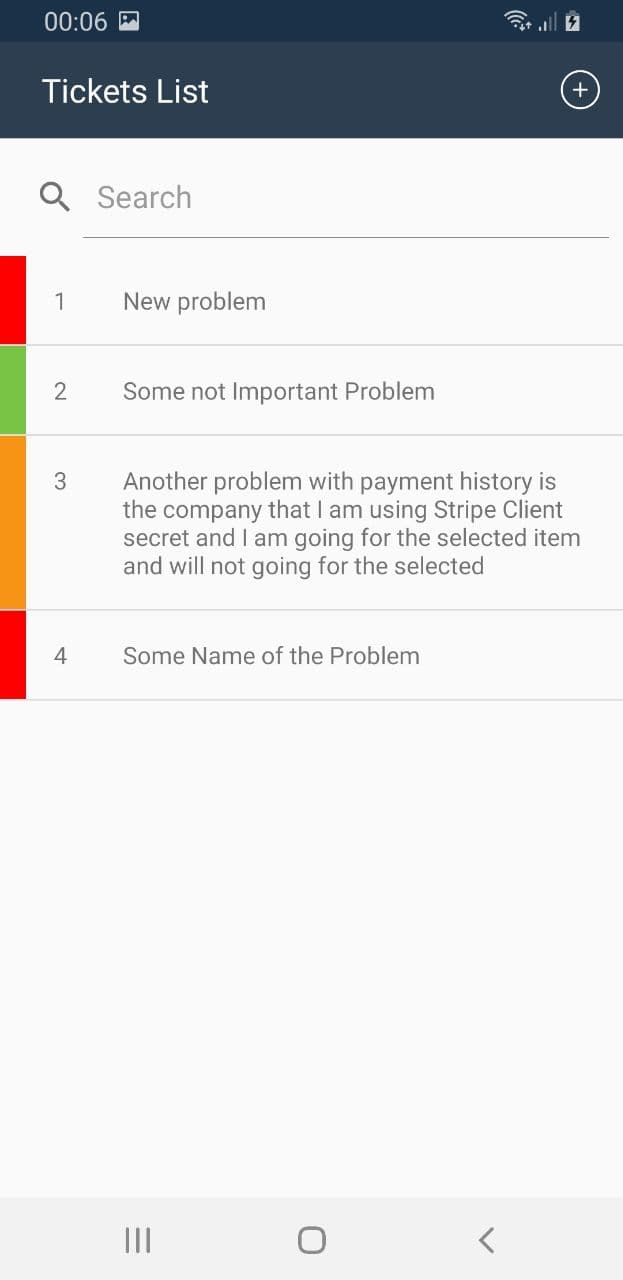 00:06
Tickets List
Search
1 New problem
2 Some not Important Problem
3 Another problem with payment history is
the company that I am using Stripe Client
secret and I am going for the selected item
and will not going for the selected
4 Some Name of the Problem